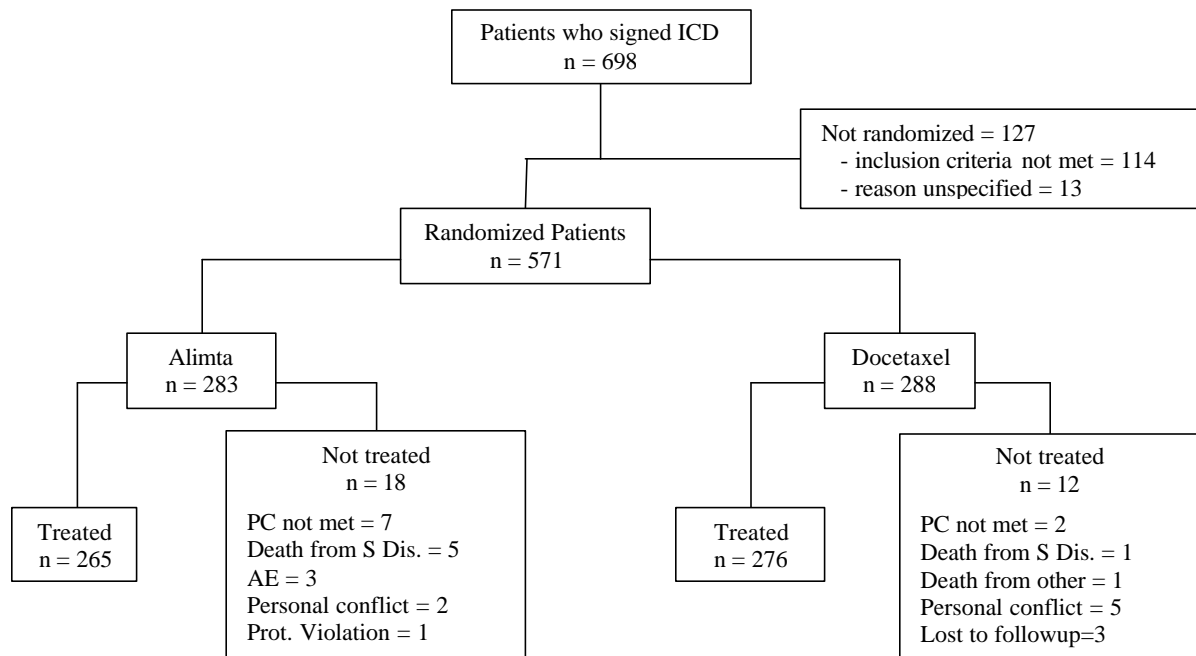 Patients who signed ICD
n = 698
Not randomized = 127
- inclusion criteria not met = 114
- reason unspecified = 13
Randomized Patients
n = 571
Alimta
n = 283
Docetaxel
n = 288
Treated
n = 265
Not treated
n = 18
PC not met = 7
Death from S Dis. = 5
AE = 3
Personal conflict = 2
Prot. Violation = 1
Treated
n = 276
Not treated
n = 12
PC not met = 2
Death from S Dis. = 1
Death from other = 1
Personal conflict = 5
Lost to followup=3